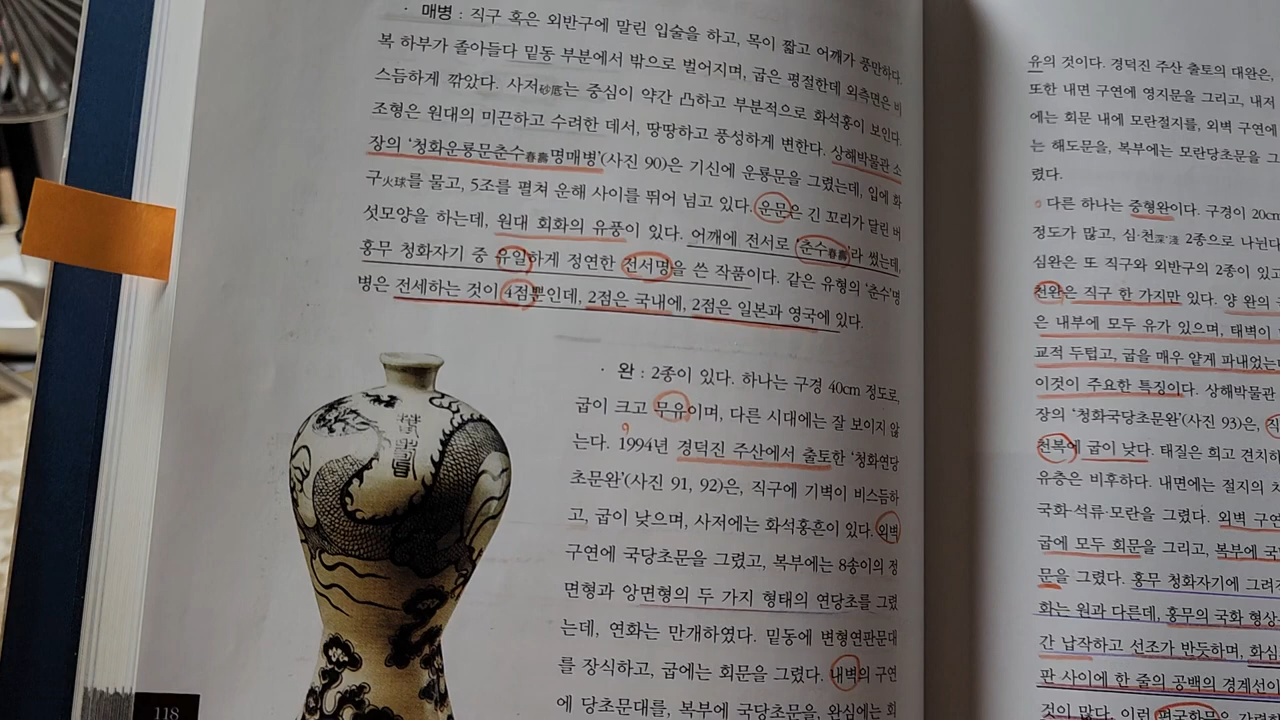 · 매병 : 직구 혹은 외반구에 말린 입술을 하고, 목이 짧고 어깨가 풍만하다.
복 하부가 졸아들다 밑동 부분에서 밖으로 벌어지며, 굽은 평절한데 외측면은 비
스듬하게 깎았다. 사저砂底는 중심이 약간 凸하고 부분적으로 화석홍이 보인다.
조형은 원대의 미끈하고 수려한 데서, 땅땅하고 풍성하게 변한다. 상해박물관 소
장의 '청화운룡문춘수春壽명매병'(사진 90)은 기신에 운룡문을 그렸는데, 입에 화
구火球를 물고, 5조를 펼쳐 운해 사이를 뛰어 넘고 있다. 운문은 긴 꼬리가 달린 버
섯모양을 하는데, 원대 회화의 유풍이 있다. 어깨에 전서로 '춘수春壽'라 썼는데,
홍무 청화자기 중 유일하게 정연한 전서명을 쓴 작품이다. 같은 유형의 '춘수'명
병은 전세하는 것이 4점뿐인데, 2점은 국내에, 2점은 일본과 영국에 있다.
· 완 : 2종이 있다. 하나는 구경 40cm 정도로,
굽이 크고 무유이며, 다른 시대에는 잘 보이지 않
는다. 1994년 경덕진 주산에서 출토한 '청화연당
초문완'(사진 91, 92)은, 직구에 기벽이 비스듬하
고, 굽이 낮으며, 사저에는 화석홍흔이 있다. 외벽
구연에 국당초문을 그렸고, 복부에는 8송이의 정
면형과 앙면형의 두 가지 형태의 연당초를 그렸
는데, 연화는 만개하였다. 밑동에 변형연판문대
를 장식하고, 굽에는 회문을 그렸다. 내벽의 구연
에 당초문대를, 복부에 국당초문을, 완심에는 회
118
유의 것이다. 경덕진 주산 출토의 대완은,
또한 내면 구연에 영지문을 그리고, 내저
에는 회문 내에 모란절지를, 외벽 구연에
는 해도문을, 복부에는 모란당초문을 그
렸다.
다른 하나는 중형완이다. 구경이 20cm
정도가 많고, 심·천深·淺 2종으로 나뉜다
심완은 또 직구와 외반구의 2종이 있고
천완은 직구 한 가지만 있다. 양 완의
은 내부에 모두 유가 있으며, 태벽이
교적 두텁고, 굽을 매우 얕게 파내었는
이것이 주요한 특징이다. 상해박물관
장의 '청화국당초문완'(사진 93)은,
천복에 굽이 낮다. 태질은 희고 견치하
유층은 비후하다. 내면에는 절지의
국화·석류·모란을 그렸다. 외벽 구연
굽에 모두 회문을 그리고, 복부에 국
문을 그렸다. 홍무 청화자기에 그려
화는 원과 다른데, 홍무의 국화 형상
간 납작하고 선조가 반듯하며, 화심
판 사이에 한 줄의 공백의 경계선이
것이 많다. 이런 편국화문은